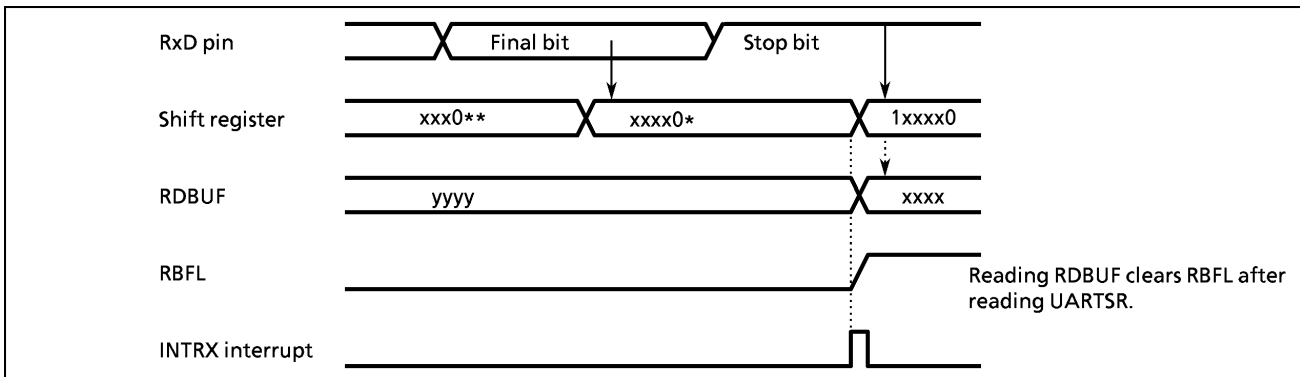 RxD pin Final bit Stop bit
Shift register xxx0** xxxx0* 1xxxx0
RDBUF yyyy xxxx
RBFL
Reading RDBUF clears RBFL after
reading UARTSR.
INTRX interrupt